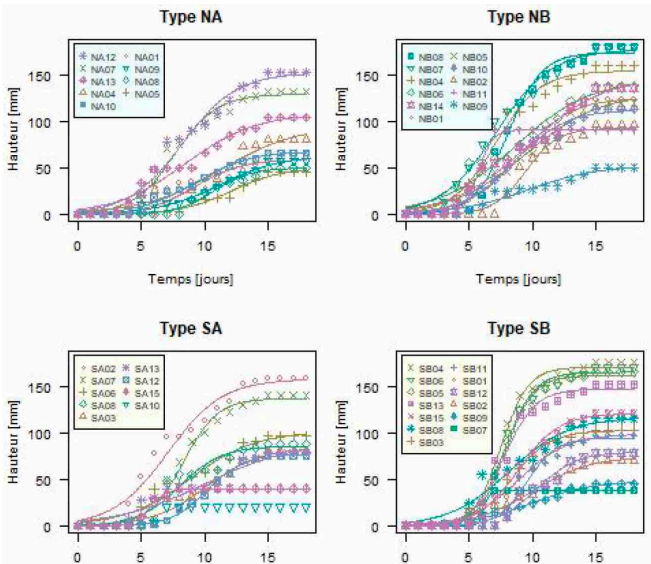 Type NA
Hauteur [mm]
150
100
50
0
NA12 NA01
NA07 NA09
NA13 NA08
NA04 NA05
NA10
0 5 10 15
Temps [jours]
Type NB
Hauteur [mm]
150
100
50
0
NB08 NB05
NB07 NB10
NB04 NB02
NB06 NB11
NB14 NB09
NB01
0 5 10 15
Temps [jours]
Type SA
Hauteur [mm]
150
100
50
0
SA02 SA13
SA07 SA12
SA06 SA15
SA08 SA10
SA03
0 5 10 15
Type SB
Hauteur [mm]
150
100
50
0
SB04 SB11
SB06 SB01
SB05 SB12
SB13 SB02
SB15 SB09
SB08 SB07
SB03
0 5 10 15